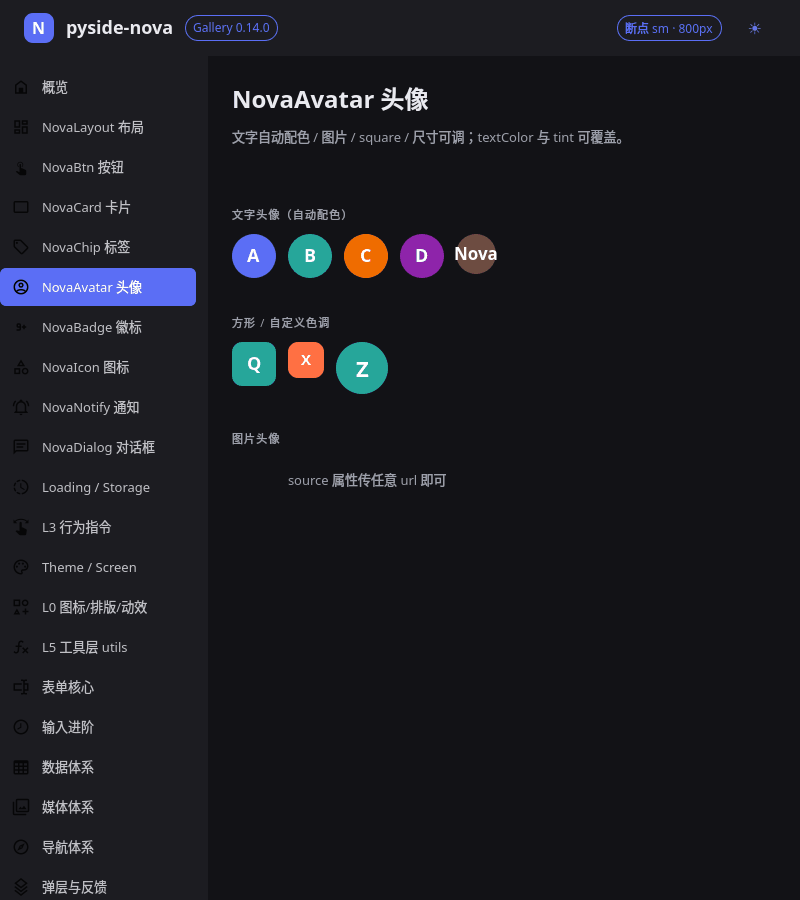 N pyside-nova Gallery 0.14.0 断点 sm · 800px
概览
NovaLayout 布局
NovaBtn 按钮
NovaCard 卡片
NovaChip 标签
NovaAvatar 头像
9+ NovaBadge 徽标
NovaIcon 图标
NovaNotify 通知
NovaDialog 对话框
Loading / Storage
L3 行为指令
Theme / Screen
L0 图标/排版/动效
L5 工具层 utils
表单核心
输入进阶
数据体系
媒体体系
导航体系
弹层与反馈
NovaAvatar 头像
文字自动配色 / 图片 / square / 尺寸可调；textColor 与 tint 可覆盖。
文字头像（自动配色）
A B C D Nova
方形 / 自定义色调
Q X Z
图片头像
source 属性传任意 url 即可